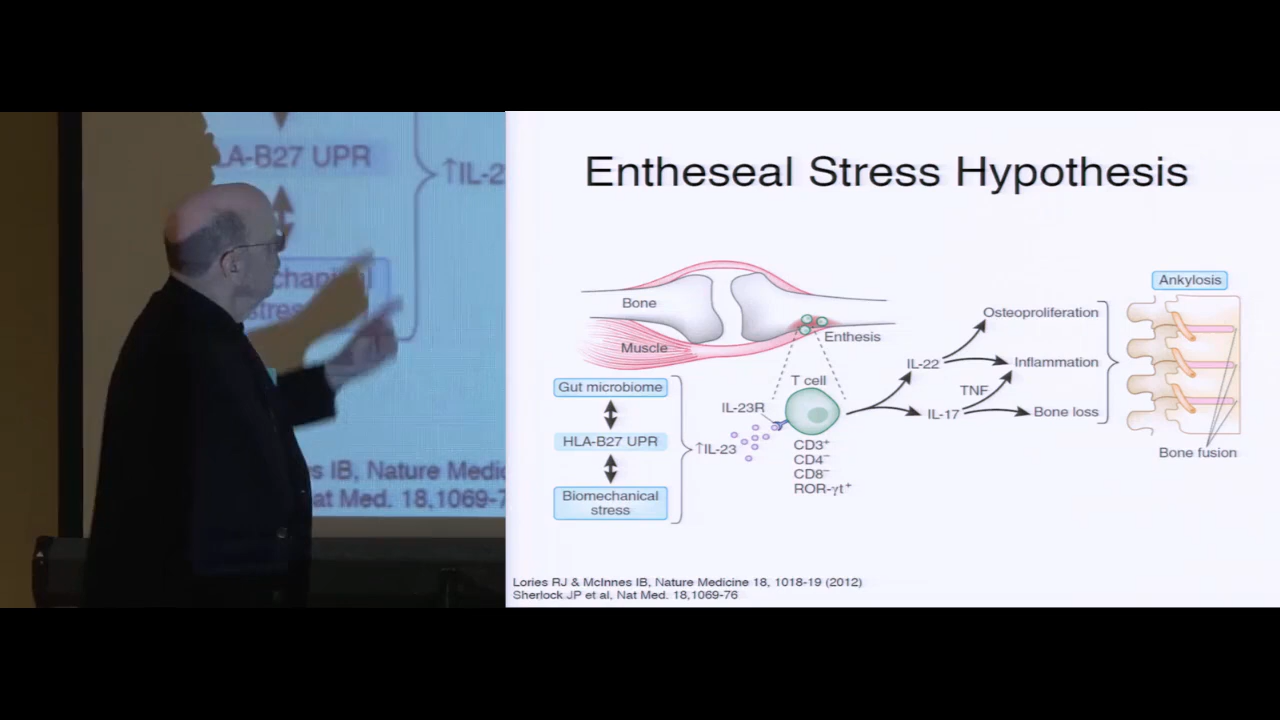 LA-B27 UPR
↑IL-2
stre
s IB, Nature Medic
at Med. 18,1069-7
Entheseal Stress Hypothesis
Bone
Muscle
Enthesis
Gut microbiome
HLA-B27 UPR
Biomechanical
stress
↑IL-23
IL-23R
T cell
CD3⁺
CD4⁻
CD8⁻
ROR-γt⁺
IL-22
IL-17
TNF
Osteoproliferation
Inflammation
Bone loss
Ankylosis
Bone fusion
Lories RJ & McInnes IB, Nature Medicine 18, 1018-19 (2012)
Sherlock JP et al, Nat Med. 18,1069-76